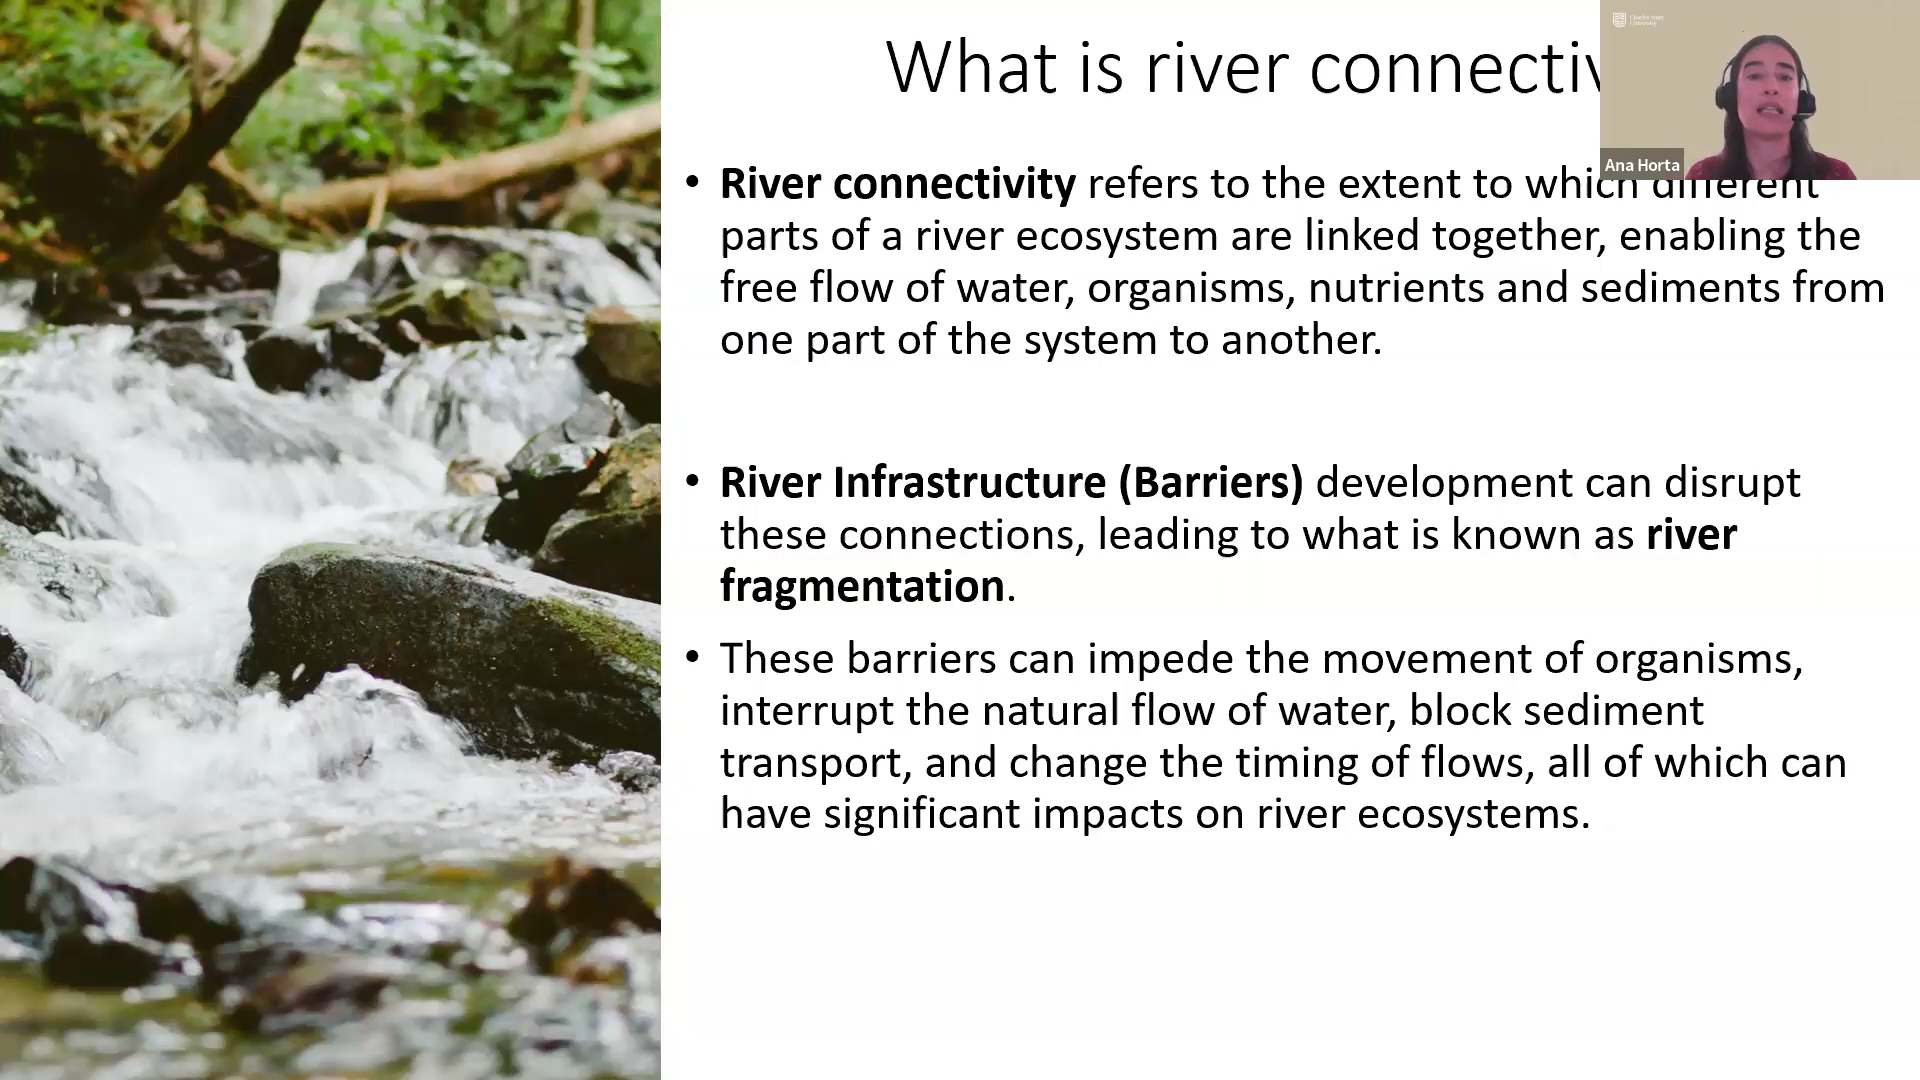 What is river connectiv
Charles Sturt
University
Ana Horta
• River connectivity refers to the extent to which different
parts of a river ecosystem are linked together, enabling the
free flow of water, organisms, nutrients and sediments from
one part of the system to another.
• River Infrastructure (Barriers) development can disrupt
these connections, leading to what is known as river
fragmentation.
• These barriers can impede the movement of organisms,
interrupt the natural flow of water, block sediment
transport, and change the timing of flows, all of which can
have significant impacts on river ecosystems.